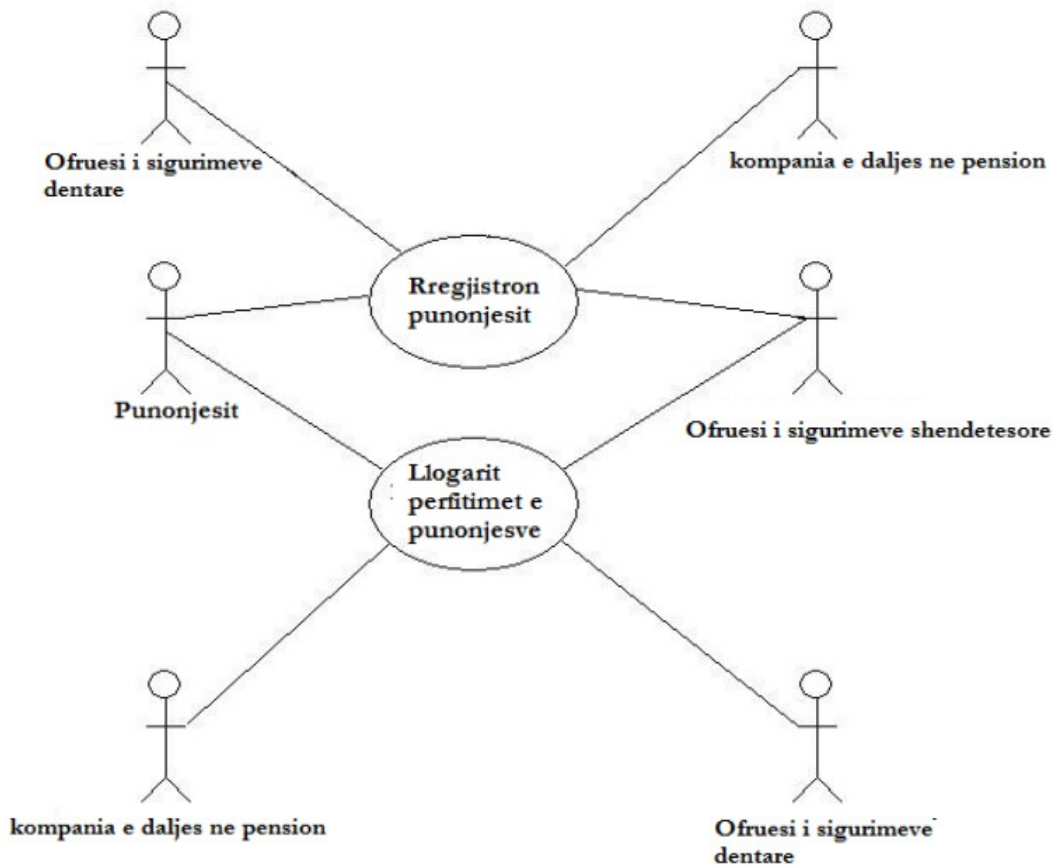 Ofruesi i sigurimeve
dentare
kompania e daljes ne pension
Rregjistron
punonjesit
Punonjesit
Ofruesi i sigurimeve shendetesore
Llogarit
perfitimet e
punonjesve
kompania e daljes ne pension
Ofruesi i sigurimeve
dentare